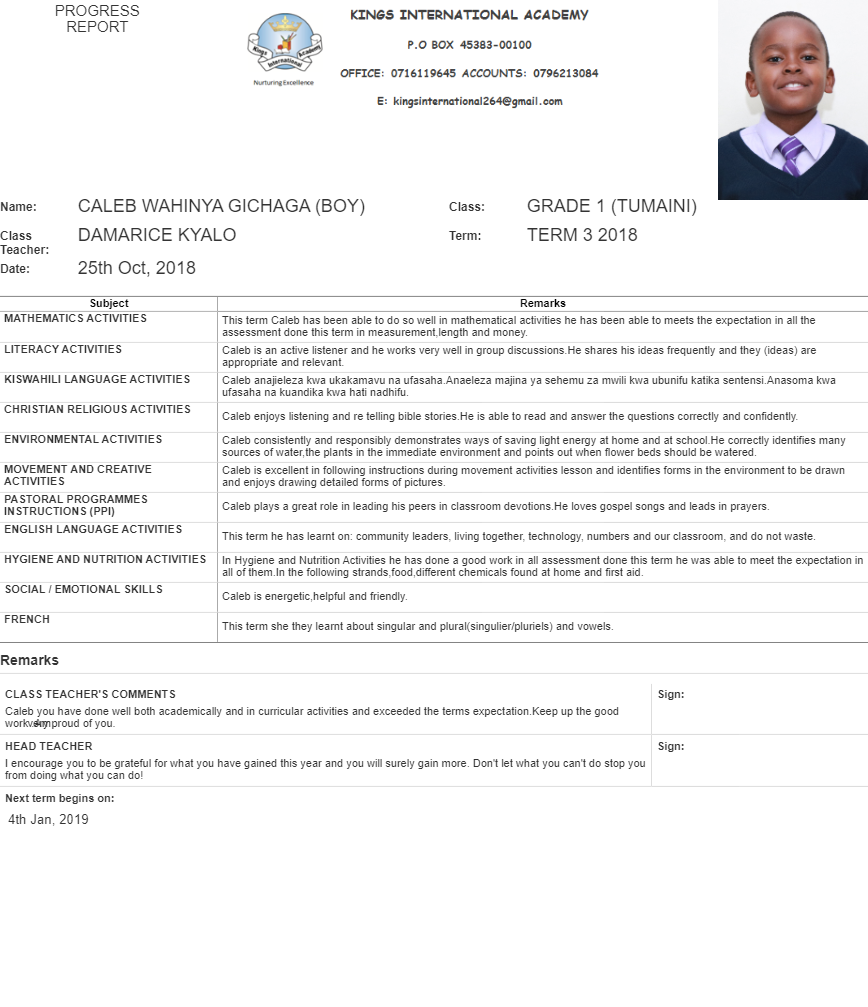 PROGRESS
REPORT
KINGS INTERNATIONAL ACADEMY
P.O BOX 45383-00100
OFFICE: 0716119645 ACCOUNTS: 0796213084
E: kingsinternational264@gmail.com
Kings Academy
International
Nurturing Excellence
Name: CALEB WAHINYA GICHAGA (BOY) Class: GRADE 1 (TUMAINI)
Class
Teacher: DAMARICE KYALO Term: TERM 3 2018
Date: 25th Oct, 2018
Subject Remarks
MATHEMATICS ACTIVITIES This term Caleb has been able to do so well in mathematical activities he has been able to meets the expectation in all the
assessment done this term in measurement,length and money.
LITERACY ACTIVITIES Caleb is an active listener and he works very well in group discussions.He shares his ideas frequently and they (ideas) are
appropriate and relevant.
KISWAHILI LANGUAGE ACTIVITIES Caleb anajieleza kwa ukakamavu na ufasaha.Anaeleza majina ya sehemu za mwili kwa ubunifu katika sentensi.Anasoma kwa
ufasaha na kuandika kwa hati nadhifu.
CHRISTIAN RELIGIOUS ACTIVITIES Caleb enjoys listening and re telling bible stories.He is able to read and answer the questions correctly and confidently.
ENVIRONMENTAL ACTIVITIES Caleb consistently and responsibly demonstrates ways of saving light energy at home and at school.He correctly identifies many
sources of water,the plants in the immediate environment and points out when flower beds should be watered.
MOVEMENT AND CREATIVE
ACTIVITIES
Caleb is excellent in following instructions during movement activities lesson and identifies forms in the environment to be drawn
and enjoys drawing detailed forms of pictures.
PASTORAL PROGRAMMES
INSTRUCTIONS (PPI)
Caleb plays a great role in leading his peers in classroom devotions.He loves gospel songs and leads in prayers.
ENGLISH LANGUAGE ACTIVITIES This term he has learnt on: community leaders, living together, technology, numbers and our classroom, and do not waste.
HYGIENE AND NUTRITION ACTIVITIES In Hygiene and Nutrition Activities he has done a good work in all assessment done this term he was able to meet the expectation in
all of them.In the following strands,food,different chemicals found at home and first aid.
SOCIAL / EMOTIONAL SKILLS Caleb is energetic,helpful and friendly.
FRENCH This term she they learnt about singular and plural(singulier/pluriels) and vowels.
Remarks
CLASS TEACHER'S COMMENTS Sign:
Caleb you have done well both academically and in curricular activities and exceeded the terms expectation.Keep up the good
work proud of you.
HEAD TEACHER Sign:
I encourage you to be grateful for what you have gained this year and you will surely gain more. Don't let what you can't do stop you
from doing what you can do!
Next term begins on:
4th Jan, 2019